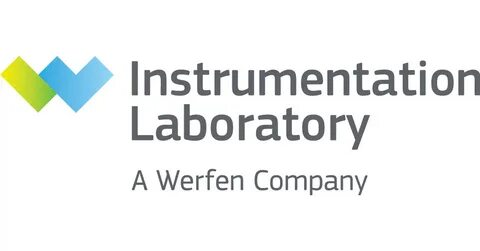 Instrumentation
Laboratory
A Werfen Company